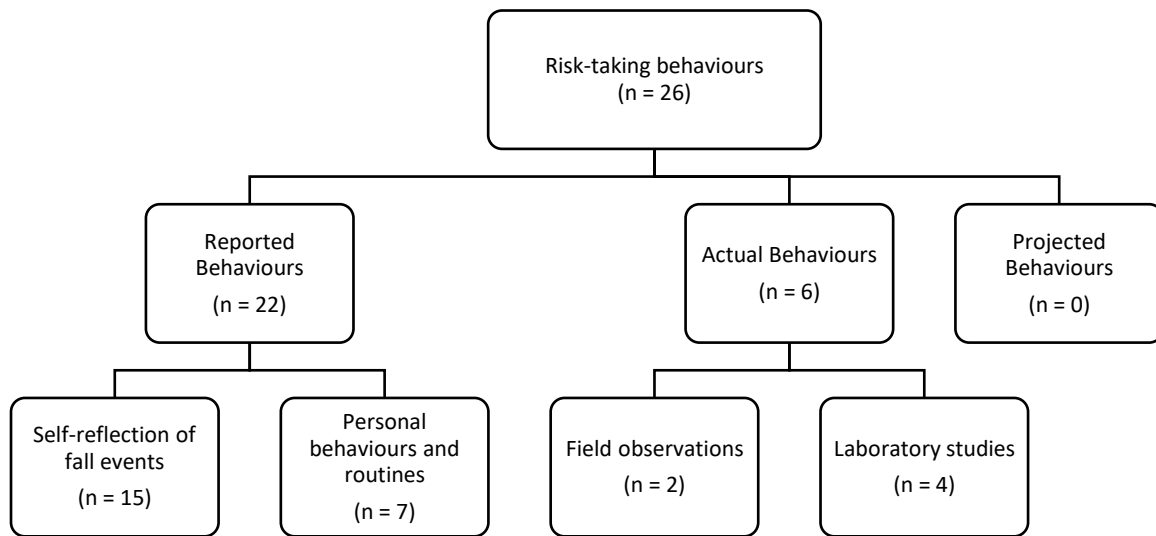 Risk-taking behaviours
(n = 26)
Reported
Behaviours
(n = 22)
Actual Behaviours
(n = 6)
Projected
Behaviours
(n = 0)
Self-reflection of
fall events
(n = 15)
Personal
behaviours and
routines
(n = 7)
Field observations
(n = 2)
Laboratory studies
(n = 4)